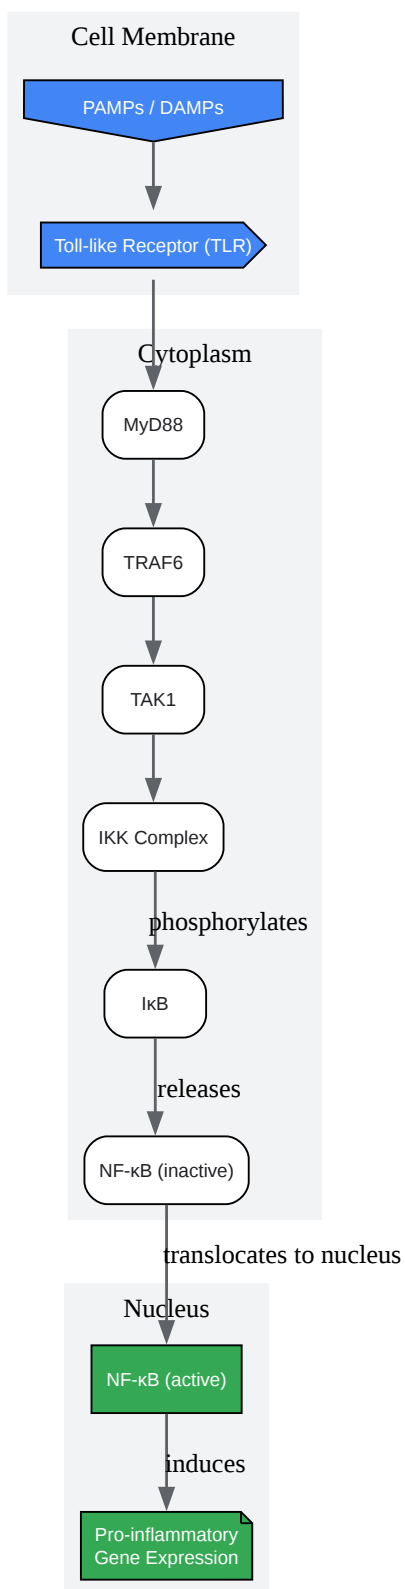 Cell Membrane
PAMPs / DAMPs
Toll-like Receptor (TLR)
Cytoplasm
MyD88
TRAF6
TAK1
IKK Complex
phosphorylates
IκB
releases
NF-κB (inactive)
translocates to nucleus
Nucleus
NF-κB (active)
induces
Pro-inflammatory
Gene Expression